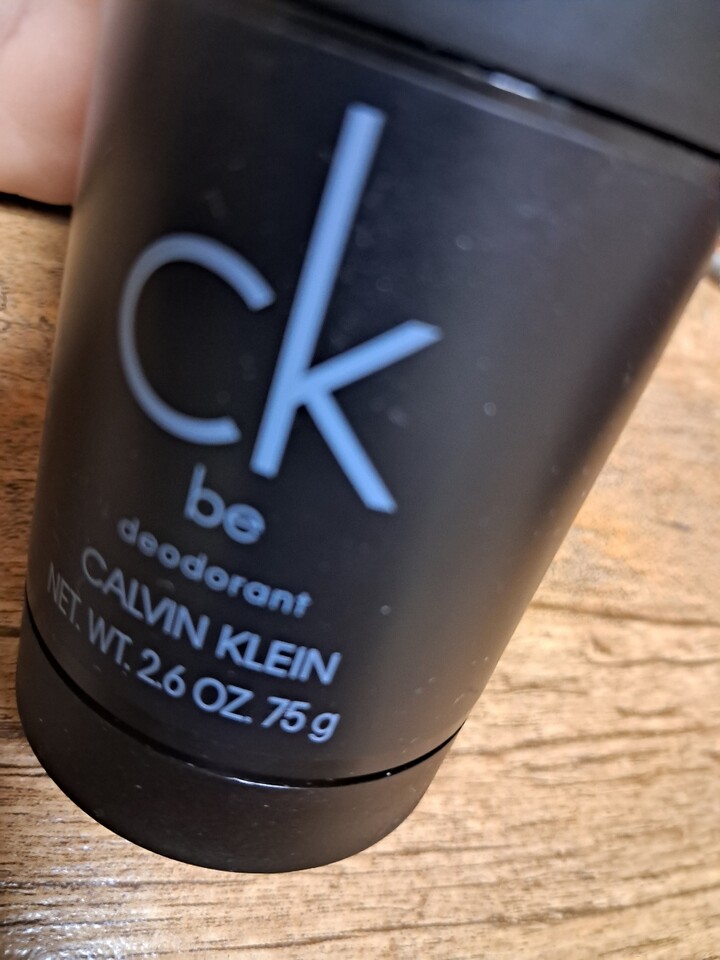 ck
be
deodorant
CALVIN KLEIN
NET. WT. 2.6 OZ. 75 g